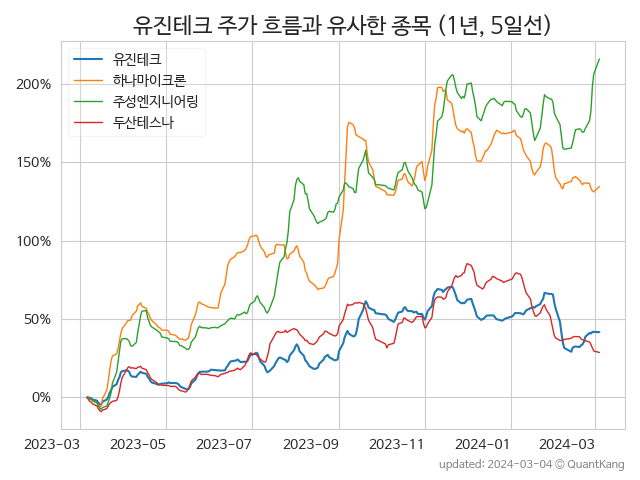 유진테크 주가 흐름과 유사한 종목 (1년, 5일선)
유진테크
하나마이크론
주성엔지니어링
두산테스나
200%
150%
100%
50%
0%
2023-03 2023-05 2023-07 2023-09 2023-11 2024-01 2024-03
updated: 2024-03-04 © QuantKang